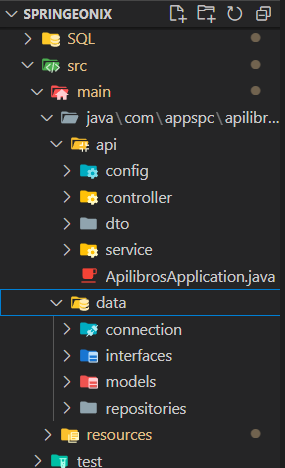 SPRINGEONIX
SQL
src
main
java\com\appspc\apilibr...
api
config
controller
dto
service
ApilibrosApplication.java
data
connection
interfaces
models
repositories
resources
test